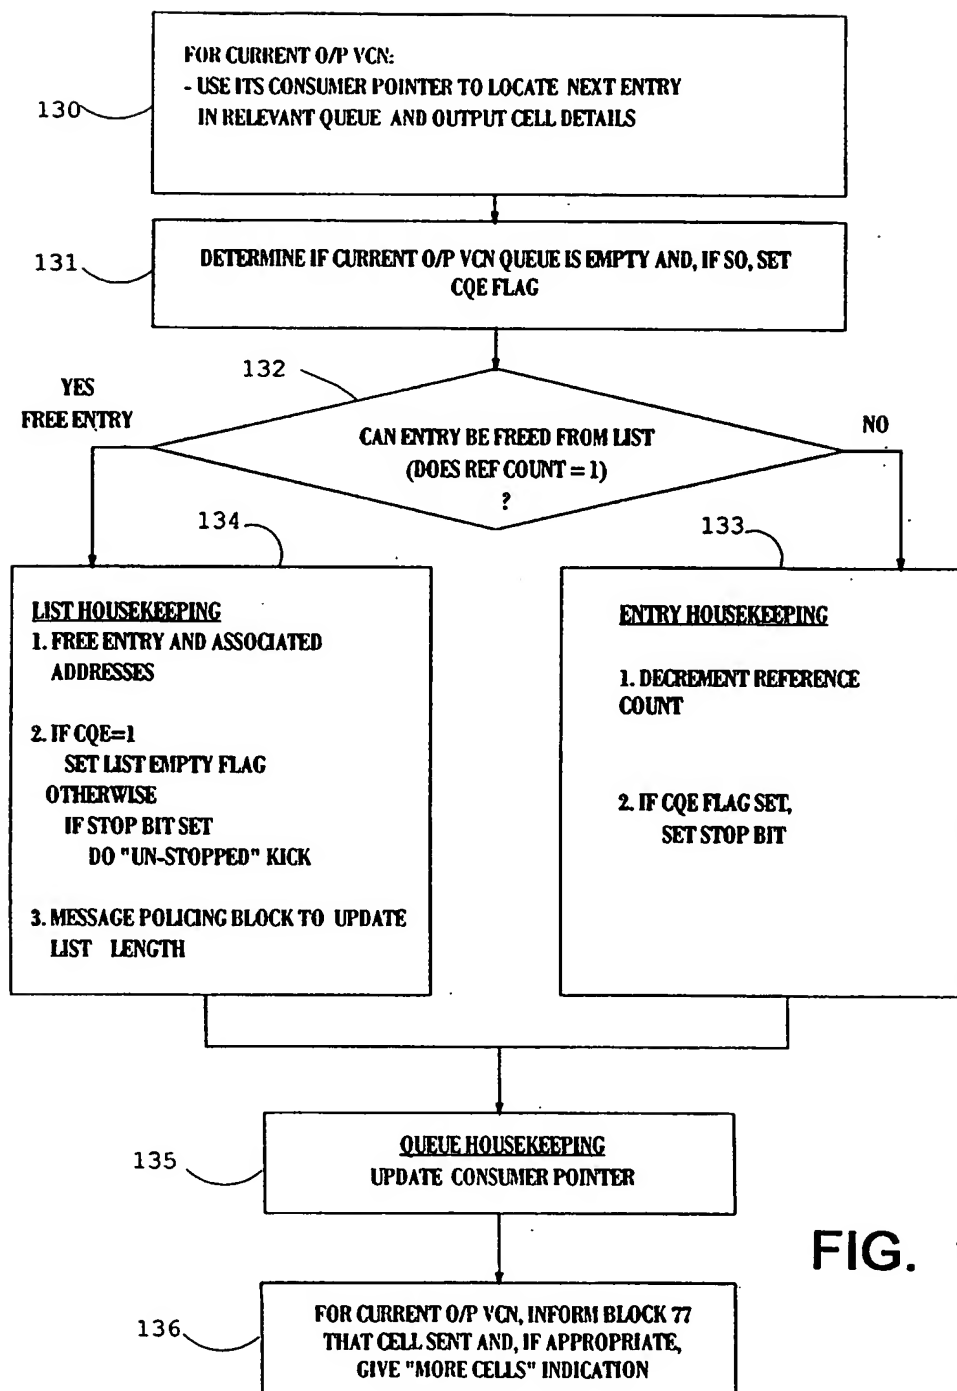 FOR CURRENT O/P VCN:
- USE ITS CONSUMER POINTER TO LOCATE NEXT ENTRY
IN RELEVANT QUEUE AND OUTPUT CELL DETAILS
130
131
DETERMINE IF CURRENT O/P VCN QUEUE IS EMPTY AND, IF SO, SET
CQE FLAG
132
YES
FREE ENTRY
NO
CAN ENTRY BE FREED FROM LIST
(DOES REF COUNT = 1)
?
134
LIST HOUSEKEEPING
1. FREE ENTRY AND ASSOCIATED
ADDRESSES
2. IF CQE=1
SET LIST EMPTY FLAG
OTHERWISE
IF STOP BIT SET
DO "UN-STOPPED" KICK
3. MESSAGE POLICING BLOCK TO UPDATE
LIST LENGTH
133
ENTRY HOUSEKEEPING
1. DECREMENT REFERENCE
COUNT
2. IF CQE FLAG SET,
SET STOP BIT
135
QUEUE HOUSEKEEPING
UPDATE CONSUMER POINTER
FIG.
136
FOR CURRENT O/P VCN, INFORM BLOCK 77
THAT CELL SENT AND, IF APPROPRIATE,
GIVE "MORE CELLS" INDICATION